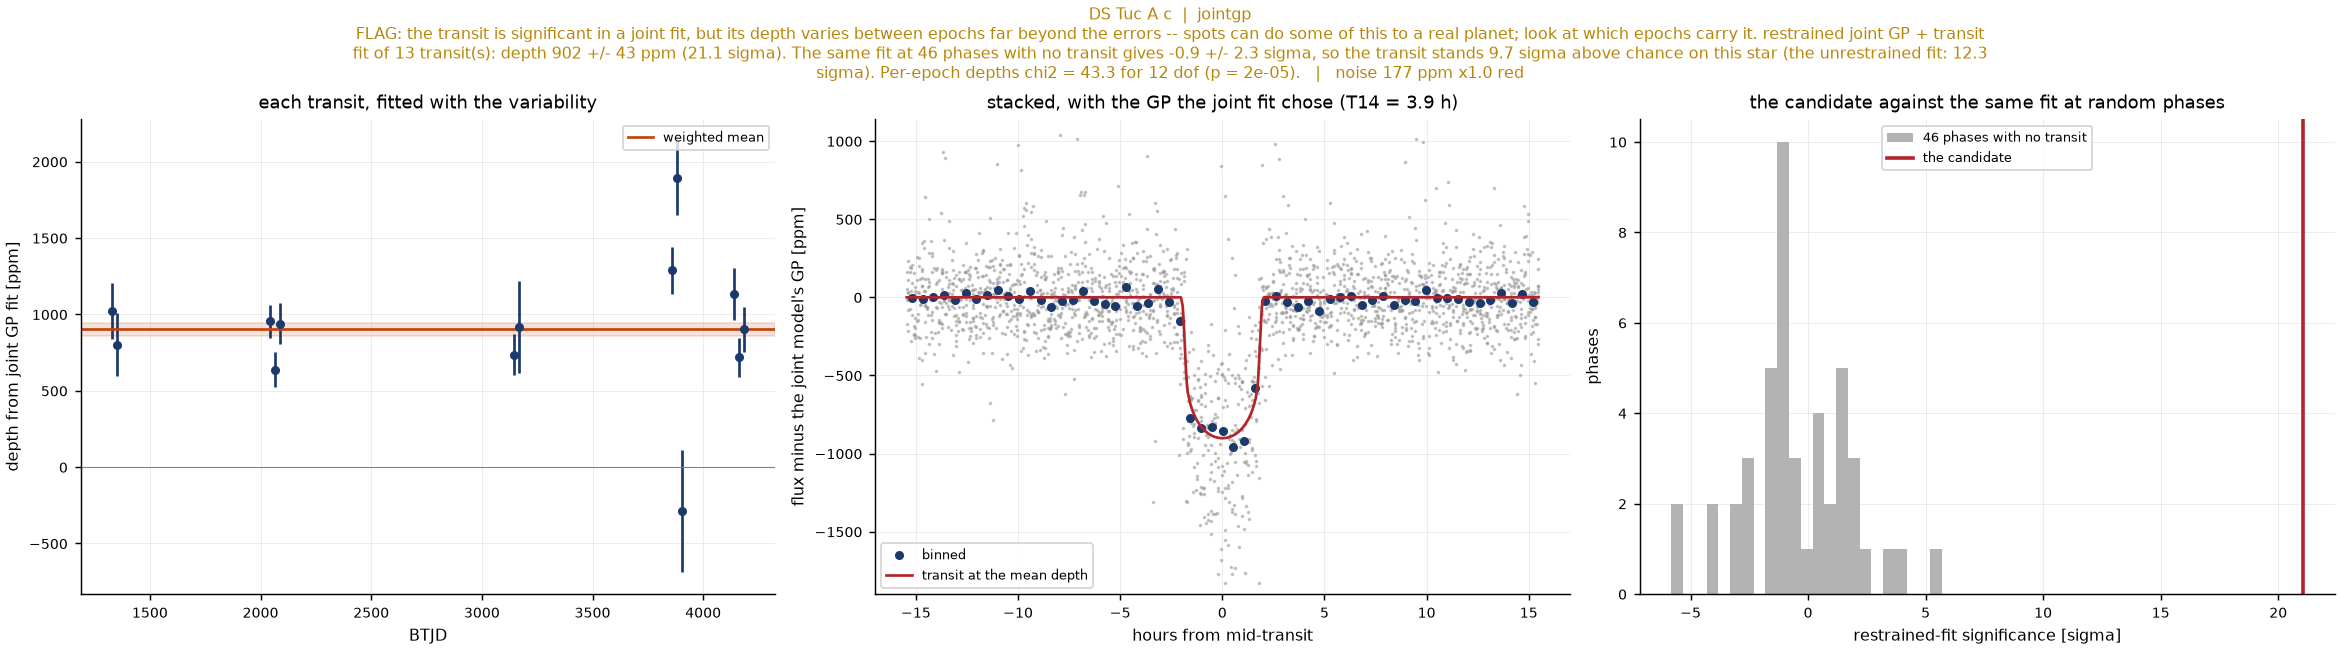 DS Tuc A c | jointgp
FLAG: the transit is significant in a joint fit, but its depth varies between epochs far beyond the errors -- spots can do some of this to a real planet; look at which epochs carry it. restrained joint GP + transit
fit of 13 transit(s): depth 902 +/- 43 ppm (21.1 sigma). The same fit at 46 phases with no transit gives -0.9 +/- 2.3 sigma, so the transit stands 9.7 sigma above chance on this star (the unrestrained fit: 12.3
sigma). Per-epoch depths chi2 = 43.3 for 12 dof (p = 2e-05). | noise 177 ppm x1.0 red
each transit, fitted with the variability
weighted mean
depth from joint GP fit [ppm]
2000
1500
1000
500
0
−500
1500 2000 2500 3000 3500 4000
BTJD
stacked, with the GP the joint fit chose (T14 = 3.9 h)
flux minus the joint model's GP [ppm]
1000
500
0
−500
−1000
−1500
binned
transit at the mean depth
−15 −10 −5 0 5 10 15
hours from mid-transit
the candidate against the same fit at random phases
46 phases with no transit
the candidate
phases
10
8
6
4
2
0
−5 0 5 10 15 20
restrained-fit significance [sigma]